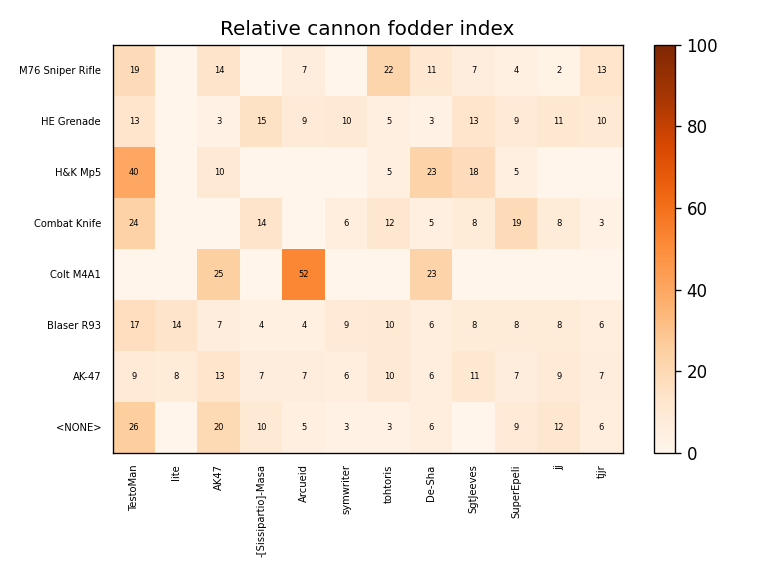 Relative cannon fodder index
M76 Sniper Rifle 19 14 7 22 11 7 4 2 13
HE Grenade 13 3 15 9 10 5 3 13 9 11 10
H&K Mp5 40 10 5 23 18 5
Combat Knife 24 14 6 12 5 8 19 8 3
Colt M4A1 25 52 23
Blaser R93 17 14 7 4 4 9 10 6 8 8 8 6
AK-47 9 8 13 7 7 6 10 6 11 7 9 7
<NONE> 26 20 10 5 3 3 6 9 12 6
TestoMan
lite
AK47
-[Sissipartio]-Masa
Arcueid
symwriter
tohtoris
De-Sha
SgtJeeves
SuperEpeli
jj
tjjr
100
80
60
40
20
0